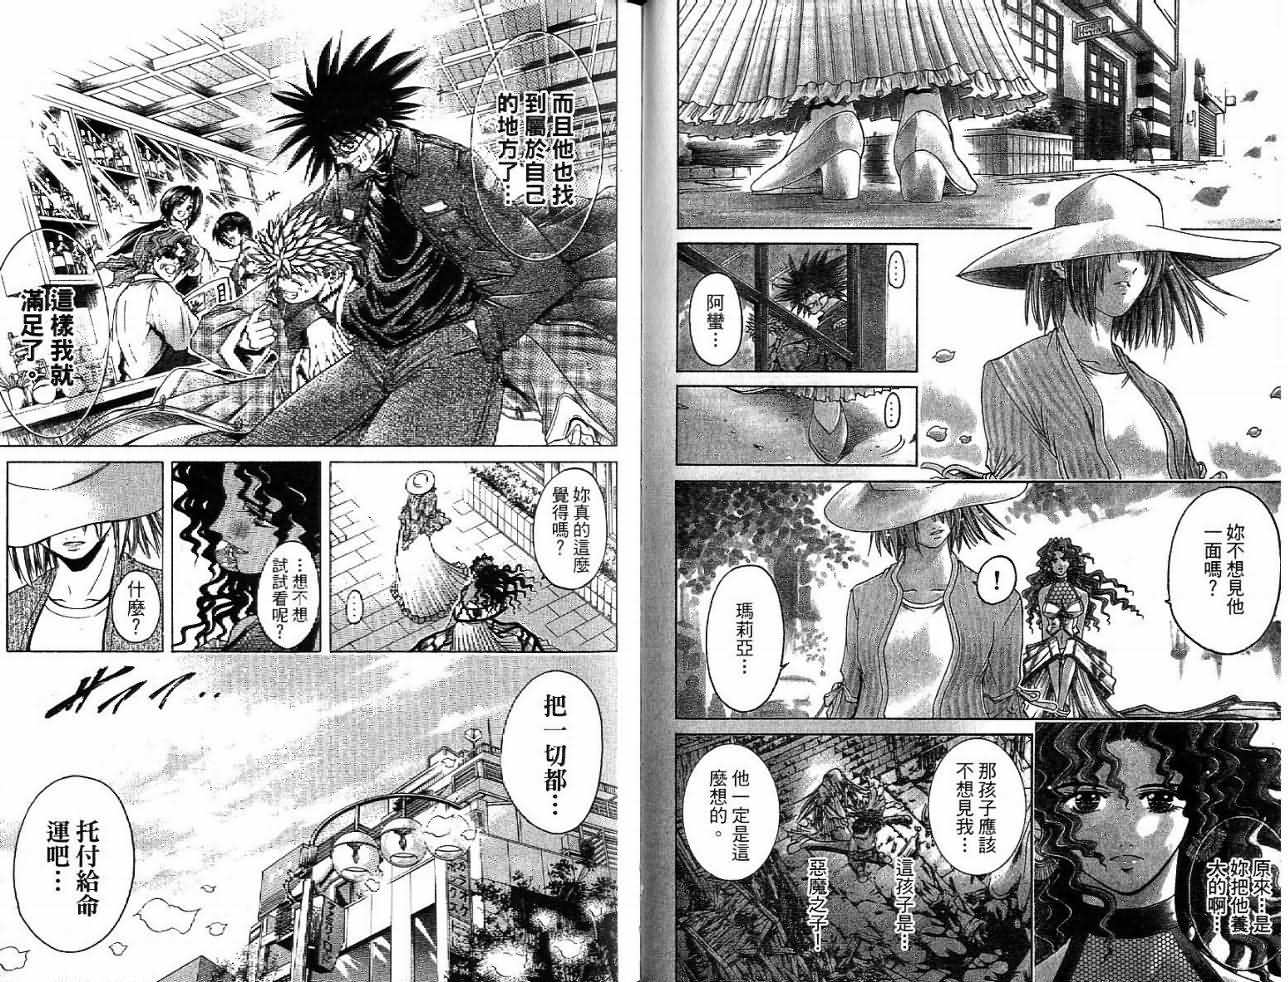 阿蠻⋯
妳不想見他
一面嗎？
！
瑪莉亞⋯
原來⋯是
妳把他養
大的啊⋯
那孩子應該
不想見我⋯
這孩子是⋯
惡魔之子！
他一定是這
麼想的。
而且他也找
到屬於自己
的地方了⋯
這樣我就
滿足了。
妳真的這麼
覺得嗎？
⋯想不想
試試看呢？
什麼？
把一切都⋯
托付給命
運吧⋯